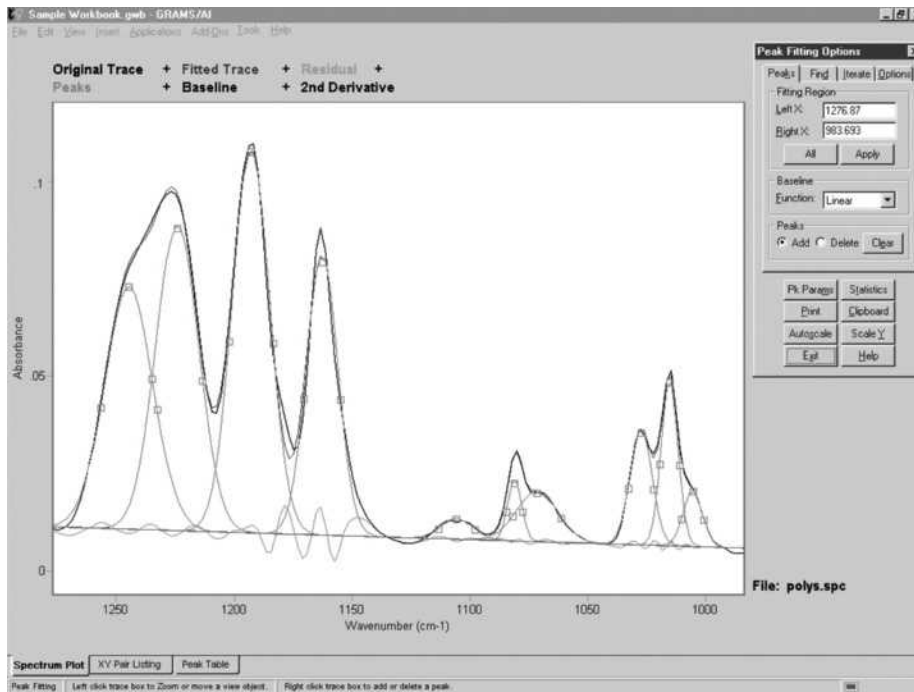 Sample Workbook.gwb - GRAMS/AI
File Edit View Insert Applications Add-Ons Tools Help
Original Trace + Fitted Trace + Residual +
Peaks + Baseline + 2nd Derivative
.1
.05
0
Absorbance
1250 1200 1150 1100 1050 1000
Wavenumber (cm-1)
Peak Fitting Options
Peaks Find Iterate Options
Fitting Region
Left X: 1276.87
Right X: 983.693
All Apply
Baseline
Function: Linear
Peaks
Add Delete Clear
Pk Params Statistics
Print Clipboard
Autoscale Scale Y
Exit Help
File: polys.spc
Spectrum Plot XY Pair Listing Peak Table
Peak Fitting Left click trace box to Zoom or move a view object. Right click trace box to add or delete a peak.